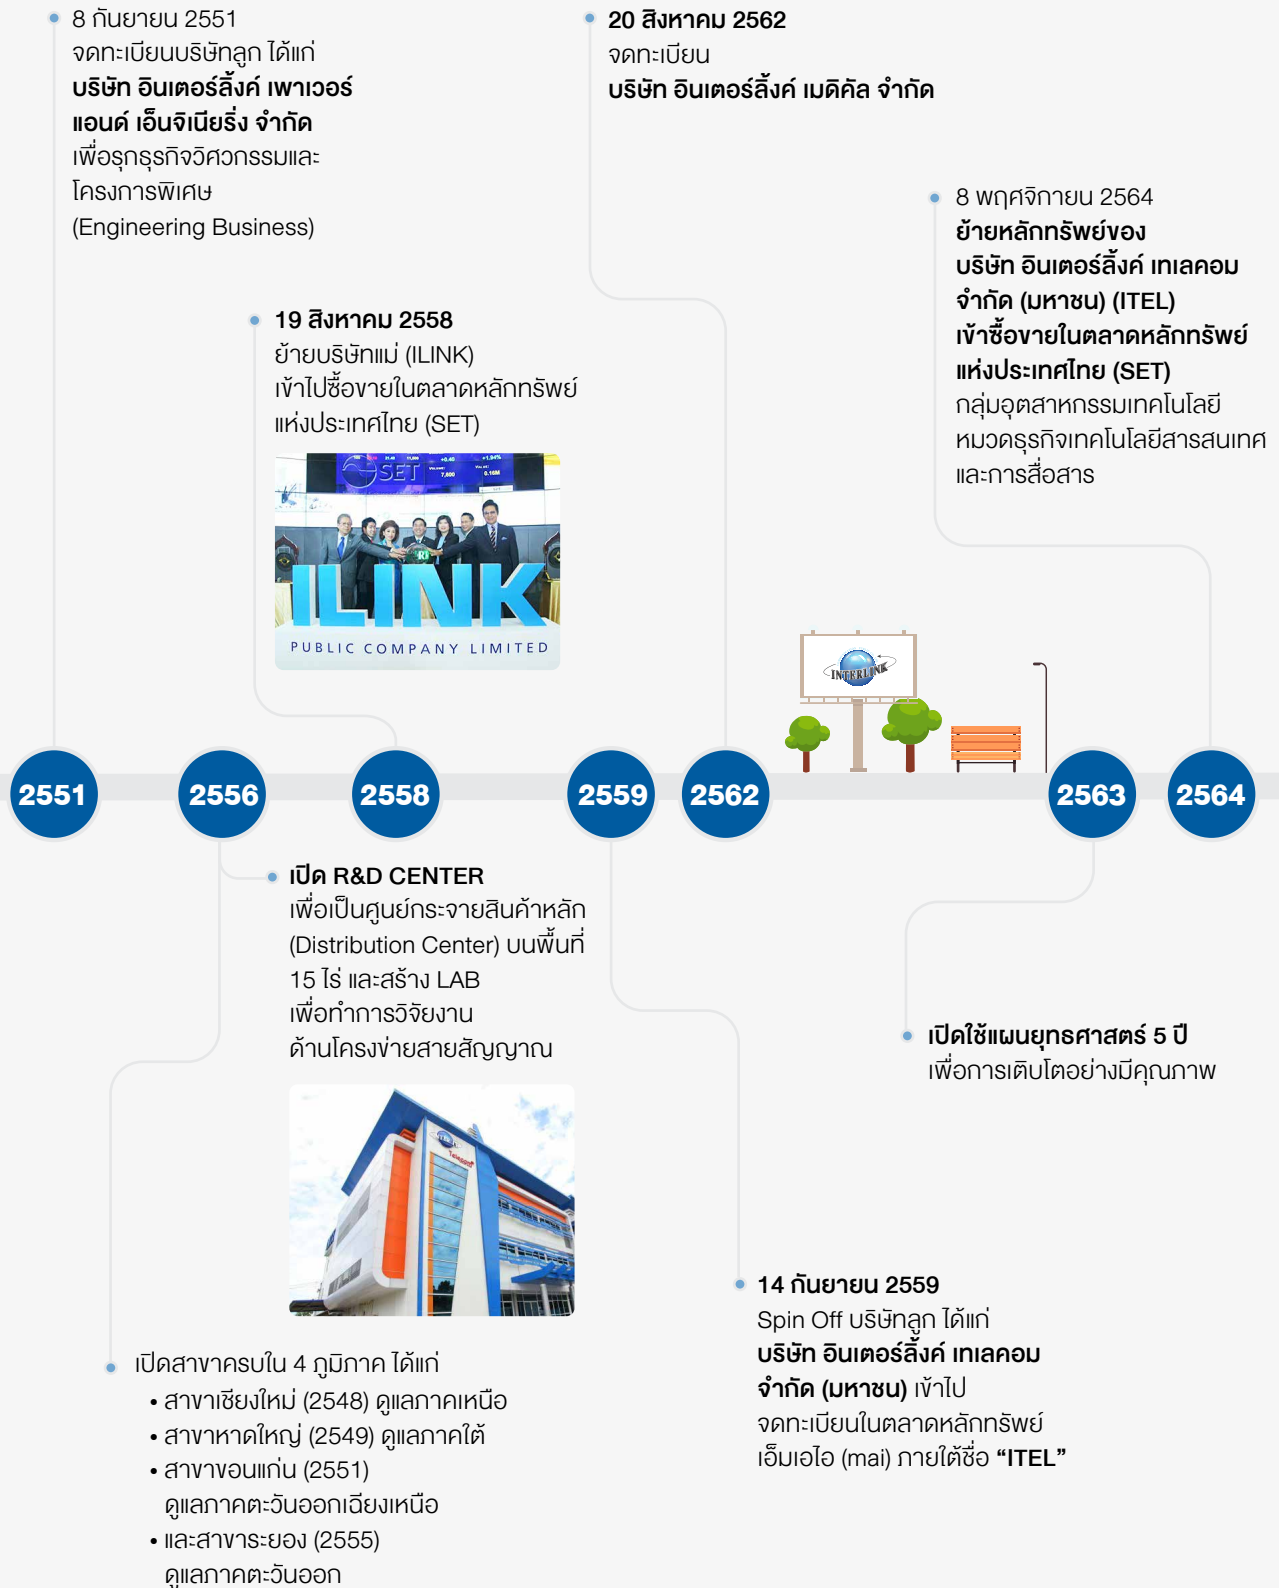 8 กันยายน 2551
จดทะเบียนบริษัทลูก ได้แก่
บริษัท อินเตอร์ลิ้งค์ เพาเวอร์
แอนด์ เอ็นจิเนียริ่ง จำกัด
เพื่อรุกธุรกิจวิศวกรรมและ
โครงการพิเศษ
(Engineering Business)
20 สิงหาคม 2562
จดทะเบียน
บริษัท อินเตอร์ลิ้งค์ เมดิคัล จำกัด
8 พฤศจิกายน 2564
ย้ายหลักทรัพย์ของ
บริษัท อินเตอร์ลิ้งค์ เทเลคอม
จำกัด (มหาชน) (ITEL)
เข้าซื้อขายในตลาดหลักทรัพย์
แห่งประเทศไทย (SET)
กลุ่มอุตสาหกรรมเทคโนโลยี
หมวดธุรกิจเทคโนโลยีสารสนเทศ
และการสื่อสาร
19 สิงหาคม 2558
ย้ายบริษัทแม่ (ILINK)
เข้าไปซื้อขายในตลาดหลักทรัพย์
แห่งประเทศไทย (SET)
SET
ILINK
PUBLIC COMPANY LIMITED
INTERLINK
2551
2556
2558
2559
2562
2563
2564
เปิด R&D CENTER
เพื่อเป็นศูนย์กระจายสินค้าหลัก
(Distribution Center) บนพื้นที่
15 ไร่ และสร้าง LAB
เพื่อทำการวิจัยงาน
ด้านโครงข่ายสายสัญญาณ
เปิดใช้แผนยุทธศาสตร์ 5 ปี
เพื่อการเติบโตอย่างมีคุณภาพ
Telecom
14 กันยายน 2559
Spin Off บริษัทลูก ได้แก่
บริษัท อินเตอร์ลิ้งค์ เทเลคอม
จำกัด (มหาชน) เข้าไป
จดทะเบียนในตลาดหลักทรัพย์
เอ็มเอไอ (mai) ภายใต้ชื่อ “ITEL”
เปิดสาขาครบใน 4 ภูมิภาค ได้แก่
• สาขาเชียงใหม่ (2548) ดูแลภาคเหนือ
• สาขาหาดใหญ่ (2549) ดูแลภาคใต้
• สาขาขอนแก่น (2551)
ดูแลภาคตะวันออกเฉียงเหนือ
• และสาขาระยอง (2555)
ดูแลภาคตะวันออก